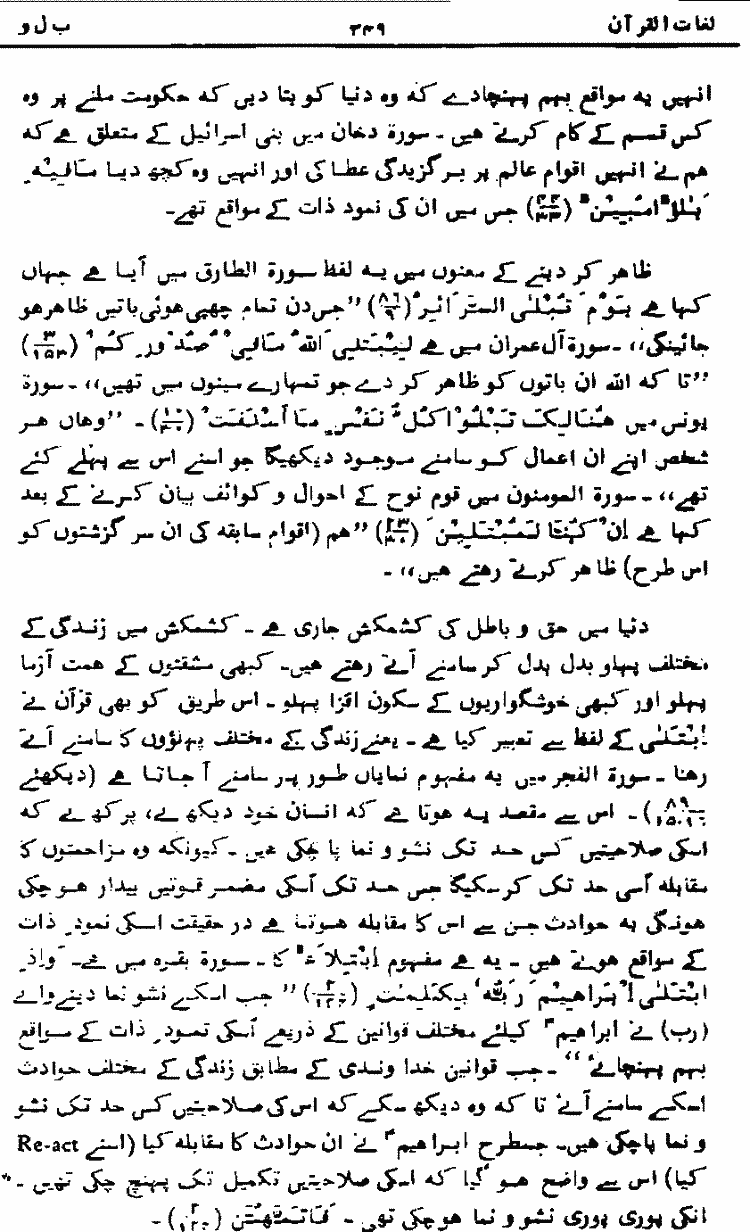 لغات القرآن ۳۴۹ ب ل و
انہیں یہ مواقع بہم پہنچادے کہ وہ دنیا کو بتا دیں کہ حکومت ملنے پر وہ
کس قسم کے کام کرتے ہیں ۔ سورۃ دخان میں بنی اسرائیل کے متعلق ہے کہ
ہم نے انہیں اقوام عالم پر برگزیدگی عطا کی اور انہیں وہ کچھ دیا مَافِیْہِ
بَلٰؤٌا مُّبِیْنٌ (۴۴/۳۳) جس میں ان کی نمود ذات کے مواقع تھے۔
ظاہر کر دینے کے معنوں میں یہ لفظ سورۃ الطارق میں آیا ہے جہاں
کہا ہے یَوْمَ تُبْلَی السَّرَائِرُ (۸۶/۹) ”جس دن تمام چھپی ہوئی باتیں ظاہر ہو
جائینگی“۔ سورۃ آل عمران میں ہے لِیَبْتَلِیَ اللہُ مَافِیْ صُدُوْرِ کُمْ (۳/۱۵۳)
”تا کہ اللہ ان باتوں کو ظاہر کر دے جو تمہارے سینوں میں تھیں“۔ سورۃ
یونس میں ھُنَالِکَ تَبْلُوْا کُلُّ نَفْسٍ مَّا اَسْلَفَتْ (۱۰/۳۰)۔ ”وہاں ہر
شخص اپنے ان اعمال کو سامنے موجود دیکھیگا جو اسنے اس سے پہلے کئے
تھے“۔ سورۃ المومنون میں قوم نوح کے احوال و کوائف بیان کرنے کے بعد
کہا ہے اِنْ کُنَّا لَمُبْتَلِیْنَ (۲۳/۳۰) ”ہم (اقوام سابقہ کی ان سر گزشتوں کو
اس طرح) ظاہر کرتے رہتے ہیں“۔
دنیا میں حق و باطل کی کشمکش جاری ہے ۔ کشمکش میں زندگی کے
مختلف پہلو بدل بدل کر سامنے آتے رہتے ہیں۔ کبھی مشقتوں کے ہمت آزما
پہلو اور کبھی خوشگواریوں کے سکون افزا پہلو ۔ اس طریق کو بھی قرآن نے
اِبْتَلٰی کے لفظ سے تعبیر کیا ہے ۔ یعنے زندگی کے مختلف پہلؤوں کا سامنے آتے
رہنا ۔ سورۃ الفجر میں یہ مفہوم نمایاں طور پر سامنے آ جاتا ہے (دیکھئے
۸۹/۱۵،۱۶)۔ اس سے مقصد یہ ہوتا ہے کہ انسان خود دیکھ لے، پرکھ لے کہ
اسکی صلاحیتیں کس حد تک نشو و نما پا چکی ہیں ۔ کیونکہ وہ مزاحمتوں کا
مقابلہ اُسی حد تک کر سکیگا جس حد تک اُسکی مضمر قوتیں بیدار ہو چکی
ہونگی یہ حوادث جن سے اس کا مقابلہ ہوتا ہے در حقیقت اسکی نمودِ ذات
کے مواقع ہوتے ہیں ۔ یہ ہے مفہوم اِبْتِلَاءٌ کا ۔ سورۃ بقرہ میں ہے۔ وَاِذِ
ابْتَلٰی اِبْرَاہِیْمَ رَبُّہٗ بِکَلِمٰتٍ (۲/۱۲۴) ” جب اسکے نشو نما دینے والے
(رب) نے ابراہیمؑ کیلئے مختلف قوانین کے ذریعے اُسکی نمودِ ذات کے مواقع
بہم پہنچائے“ ۔ جب قوانین خدا وندی کے مطابق زندگی کے مختلف حوادث
اسکے سامنے آئے تا کہ وہ دیکھ سکے کہ اس کی صلاحیتیں کس حد تک نشو
و نما پاچکی ہیں۔ جسطرح ابراہیمؑ نے ان حوادث کا مقابلہ کیا (اسنے Re-act
کیا) اس سے واضح ہو گیا کہ اسکی صلاحیتیں تکمیل تک پہنچ چکی تھیں ۔
انکی پوری پوری نشو و نما ہوچکی تھی ۔ فَاَتَمَّھُنَّ (۲/۱۲۴)۔